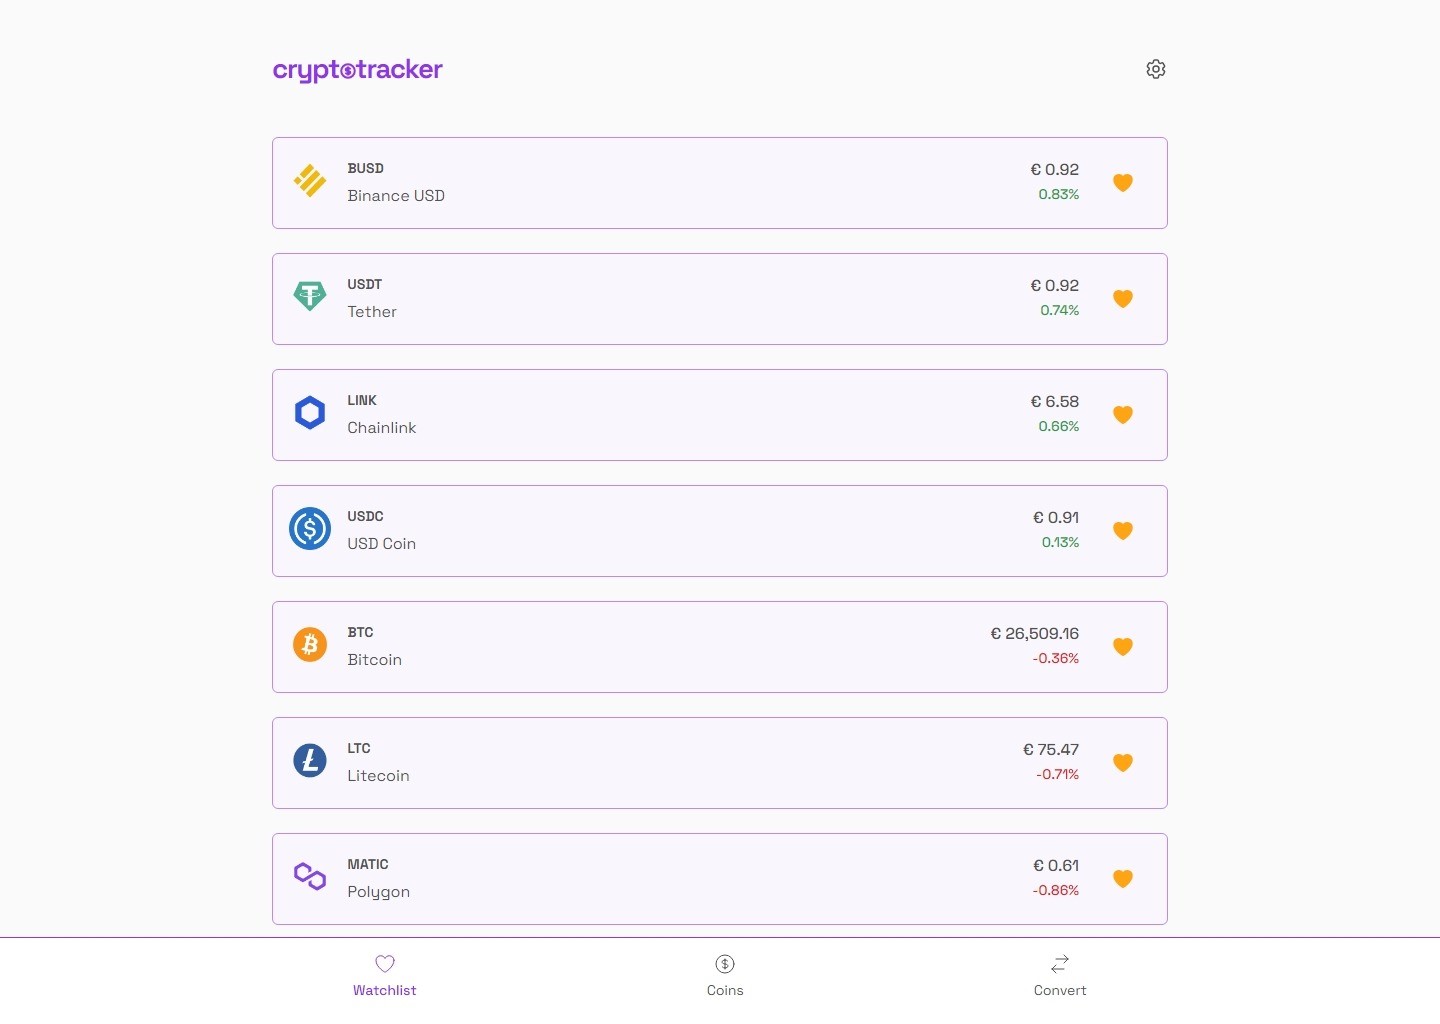 cryptotracker
BUSD
Binance USD
€ 0.92
0.83%
USDT
Tether
€ 0.92
0.74%
LINK
Chainlink
€ 6.58
0.66%
USDC
USD Coin
€ 0.91
0.13%
BTC
Bitcoin
€ 26,509.16
-0.36%
LTC
Litecoin
€ 75.47
-0.71%
MATIC
Polygon
€ 0.61
-0.86%
Watchlist
Coins
Convert